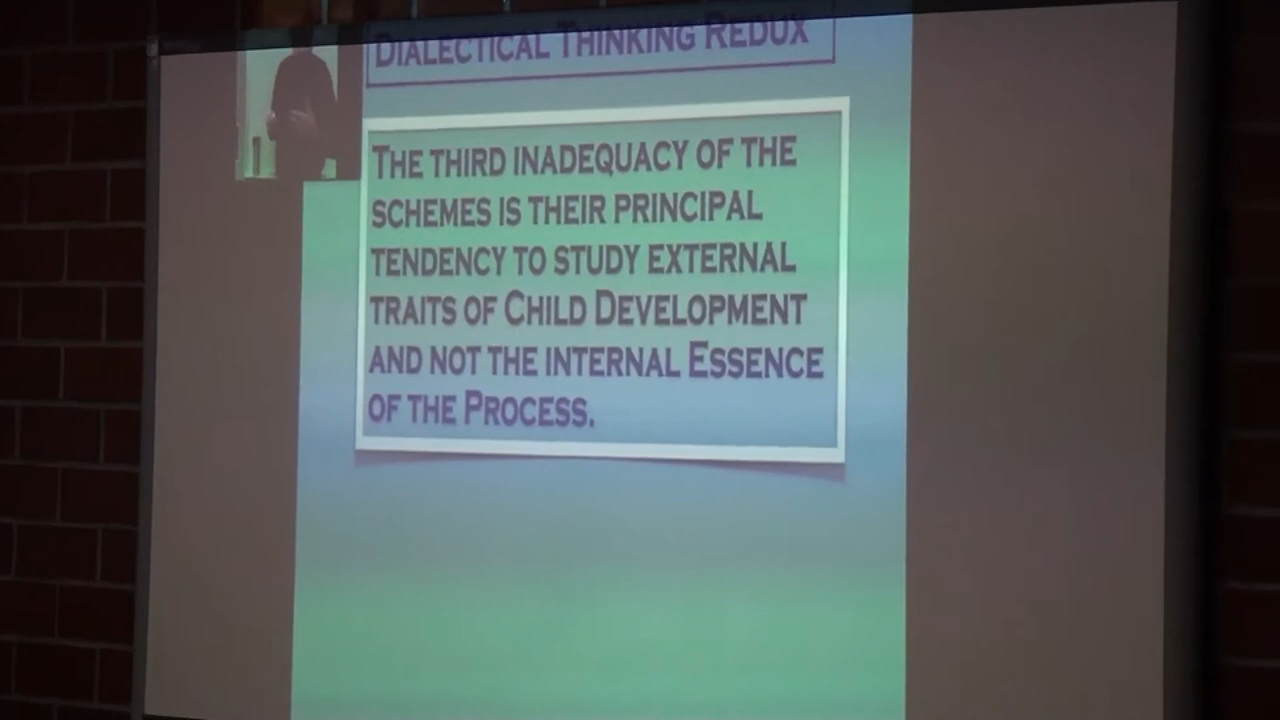 DIALECTICAL THINKING REDUX
THE THIRD INADEQUACY OF THE
SCHEMES IS THEIR PRINCIPAL
TENDENCY TO STUDY EXTERNAL
TRAITS OF CHILD DEVELOPMENT
AND NOT THE INTERNAL ESSENCE
OF THE PROCESS.